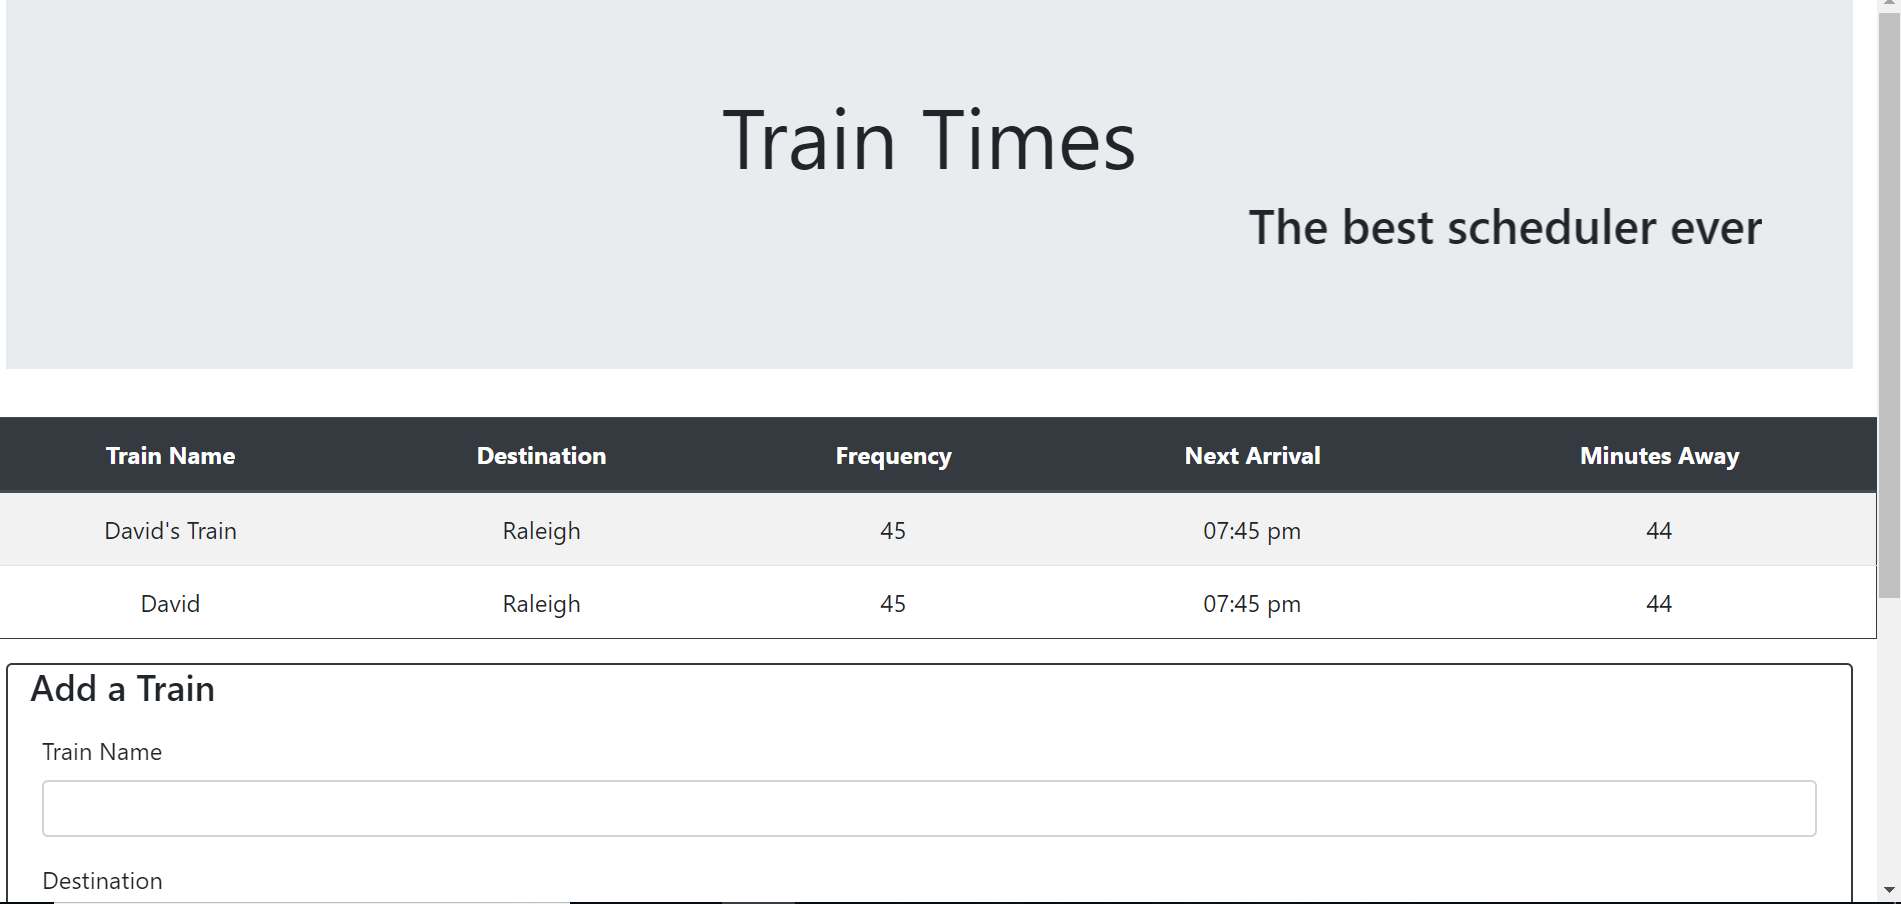 Train Times
The best scheduler ever
Train Name Destination Frequency Next Arrival Minutes Away
David's Train Raleigh 45 07:45 pm 44
David Raleigh 45 07:45 pm 44
Add a Train
Train Name
Destination